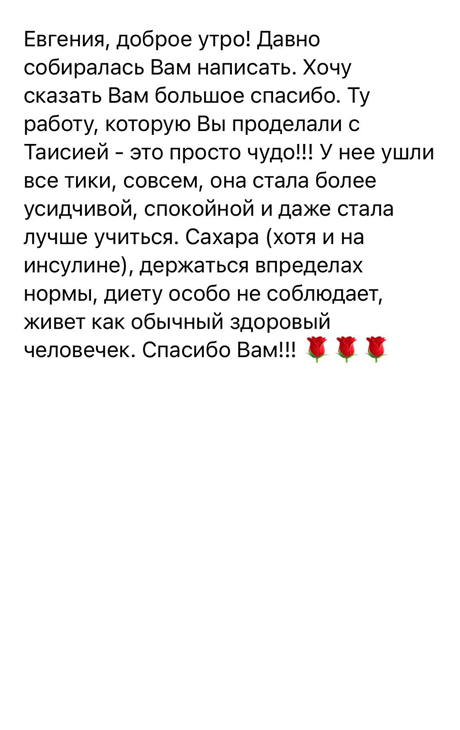 Евгения, доброе утро! Давно
собиралась Вам написать. Хочу
сказать Вам большое спасибо. Ту
работу, которую Вы проделали с
Таисией - это просто чудо!!! У нее ушли
все тики, совсем, она стала более
усидчивой, спокойной и даже стала
лучше учиться. Сахара (хотя и на
инсулине), держаться впределах
нормы, диету особо не соблюдает,
живет как обычный здоровый
человечек. Спасибо Вам!!! 🌹🌹🌹